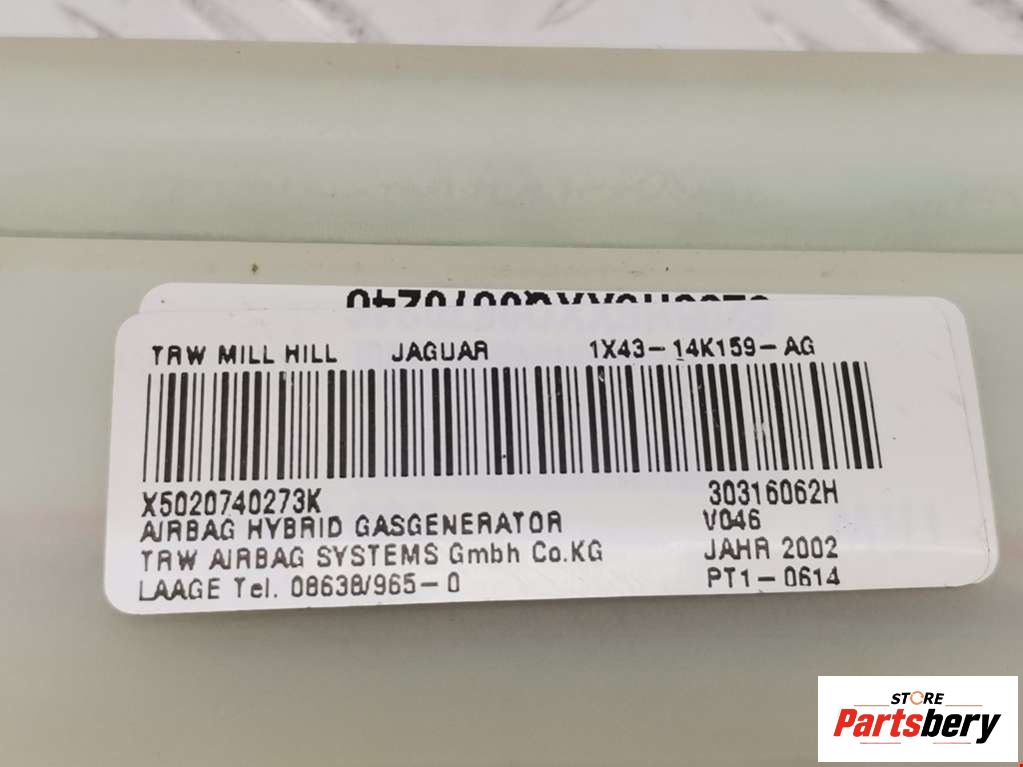 TRW MILL HILL JAGUAR 1X43-14K159-AG
X5020740273K 30316062H
AIRBAG HYBRID GASGENERATOR V046
TRW AIRBAG SYSTEMS Gmbh Co.KG JAHR 2002
LAAGE Tel. 08638/965-0 PT1-0614
STORE
Partsbery